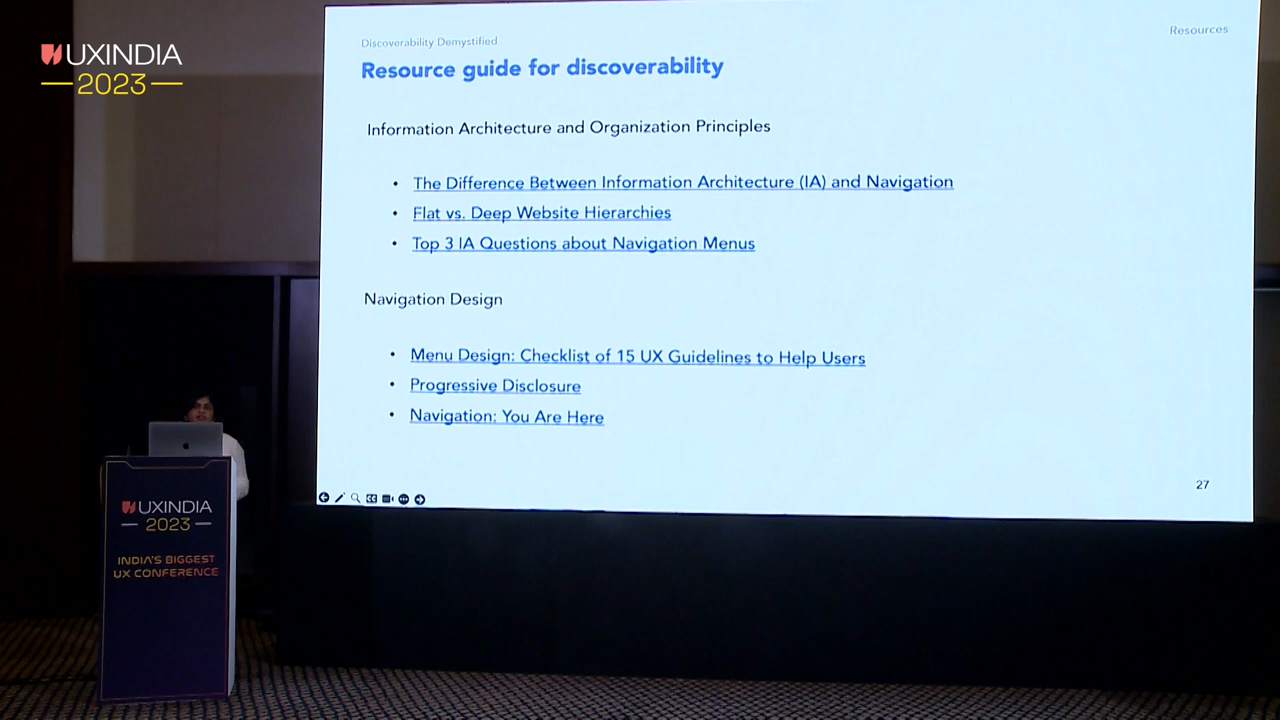 UXINDIA
2023
Discoverability Demystified
Resources
Resource guide for discoverability
Information Architecture and Organization Principles
• The Difference Between Information Architecture (IA) and Navigation
• Flat vs. Deep Website Hierarchies
• Top 3 IA Questions about Navigation Menus
Navigation Design
• Menu Design: Checklist of 15 UX Guidelines to Help Users
• Progressive Disclosure
• Navigation: You Are Here
27
UXINDIA
2023
INDIA'S BIGGEST
UX CONFERENCE